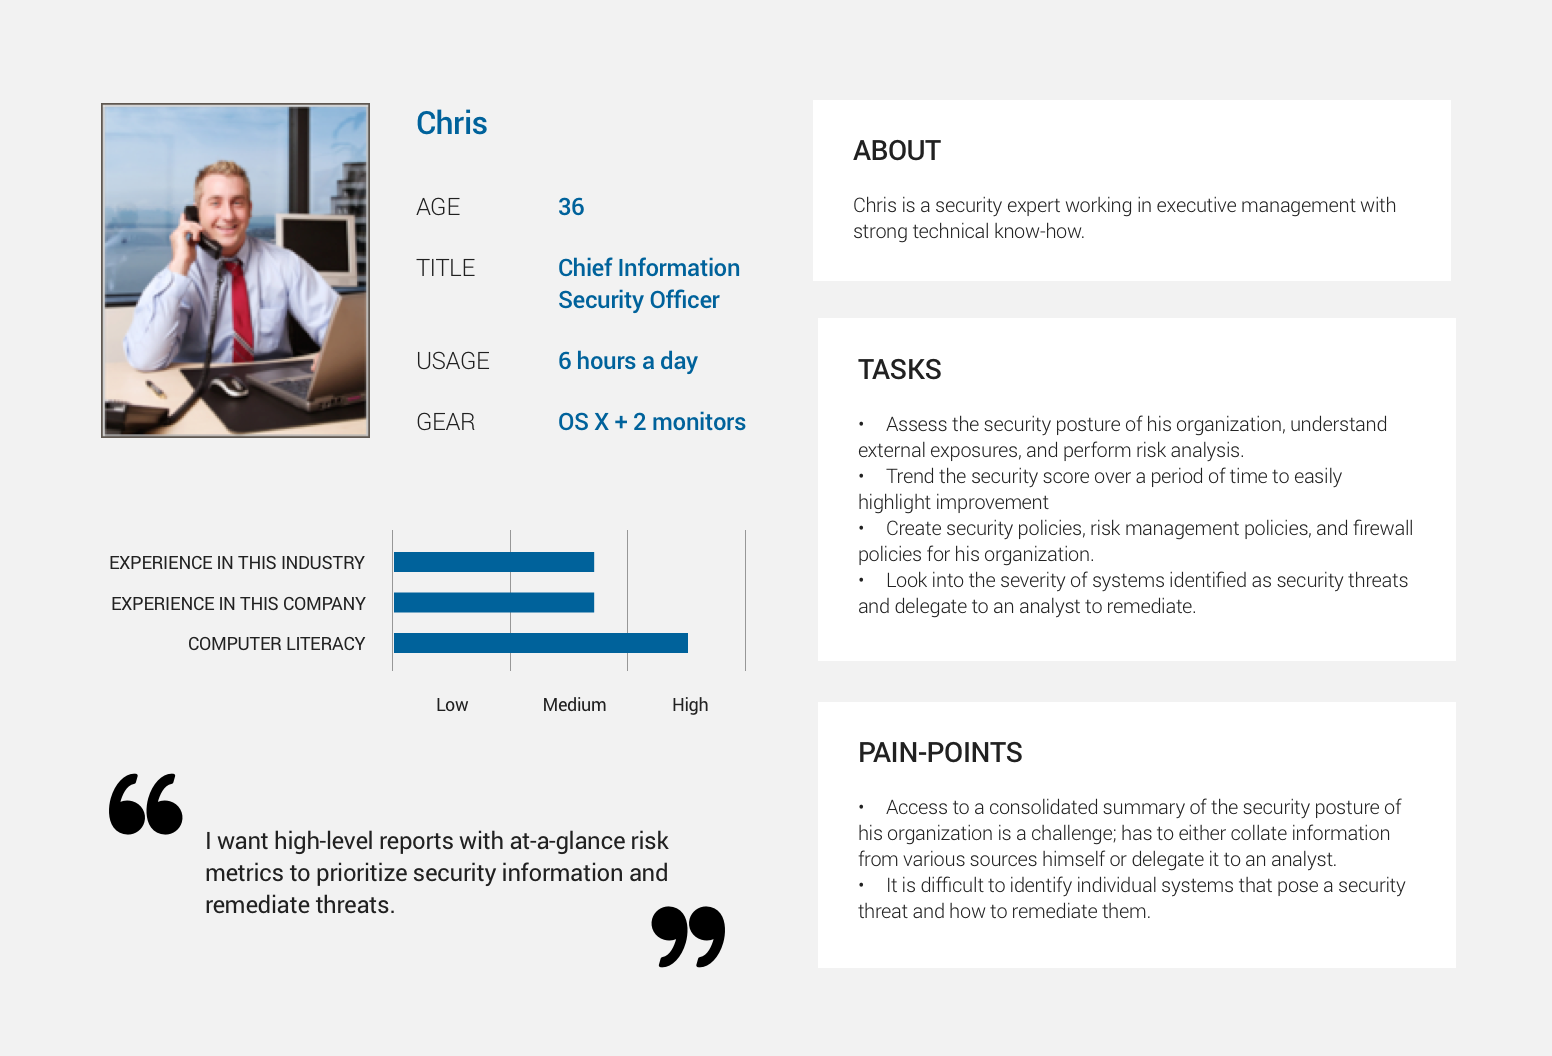 Chris
AGE 36
TITLE Chief Information
Security Officer
USAGE 6 hours a day
GEAR OS X + 2 monitors
EXPERIENCE IN THIS INDUSTRY
EXPERIENCE IN THIS COMPANY
COMPUTER LITERACY
Low Medium High
“
I want high-level reports with at-a-glance risk
metrics to prioritize security information and
remediate threats.
”
ABOUT
Chris is a security expert working in executive management with
strong technical know-how.
TASKS
• Assess the security posture of his organization, understand
external exposures, and perform risk analysis.
• Trend the security score over a period of time to easily
highlight improvement
• Create security policies, risk management policies, and firewall
policies for his organization.
• Look into the severity of systems identified as security threats
and delegate to an analyst to remediate.
PAIN-POINTS
• Access to a consolidated summary of the security posture of
his organization is a challenge; has to either collate information
from various sources himself or delegate it to an analyst.
• It is difficult to identify individual systems that pose a security
threat and how to remediate them.